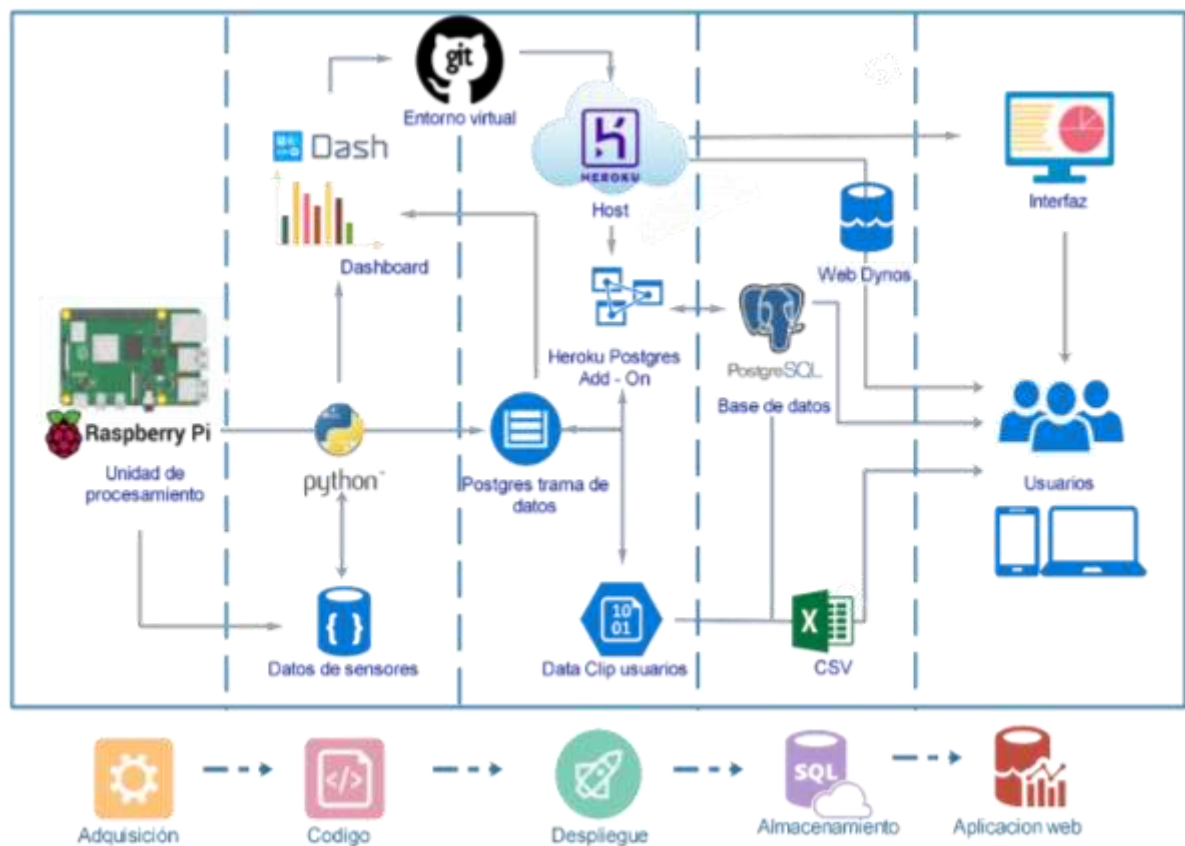 git
Entorno virtual
Dash
HEROKU
Host
Interfaz
Dashboard
Web Dynos
Heroku Postgres
Add - On
PostgreSQL
Base de datos
Raspberry Pi
Unidad de
procesamiento
python™
Postgres trama de
datos
Usuarios
{ }
Datos de sensores
10
01
Data Clip usuarios
X
CSV
</>
SQL
Adquisición
Codigo
Despliegue
Almacenamiento
Aplicacion web